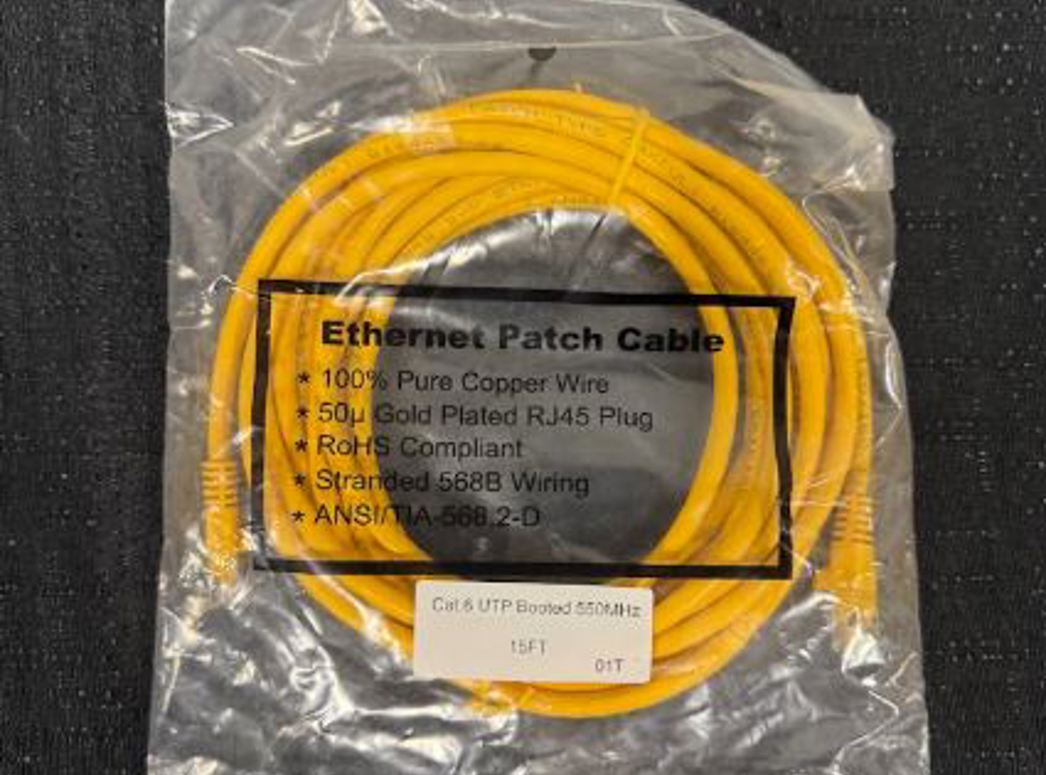 Ethernet Patch Cable
* 100% Pure Copper Wire
* 50µ Gold Plated RJ45 Plug
* RoHS Compliant
* Stranded 568B Wiring
* ANSI/TIA-568.2-D
Cat.6 UTP Booted 550MHz
15FT
01T